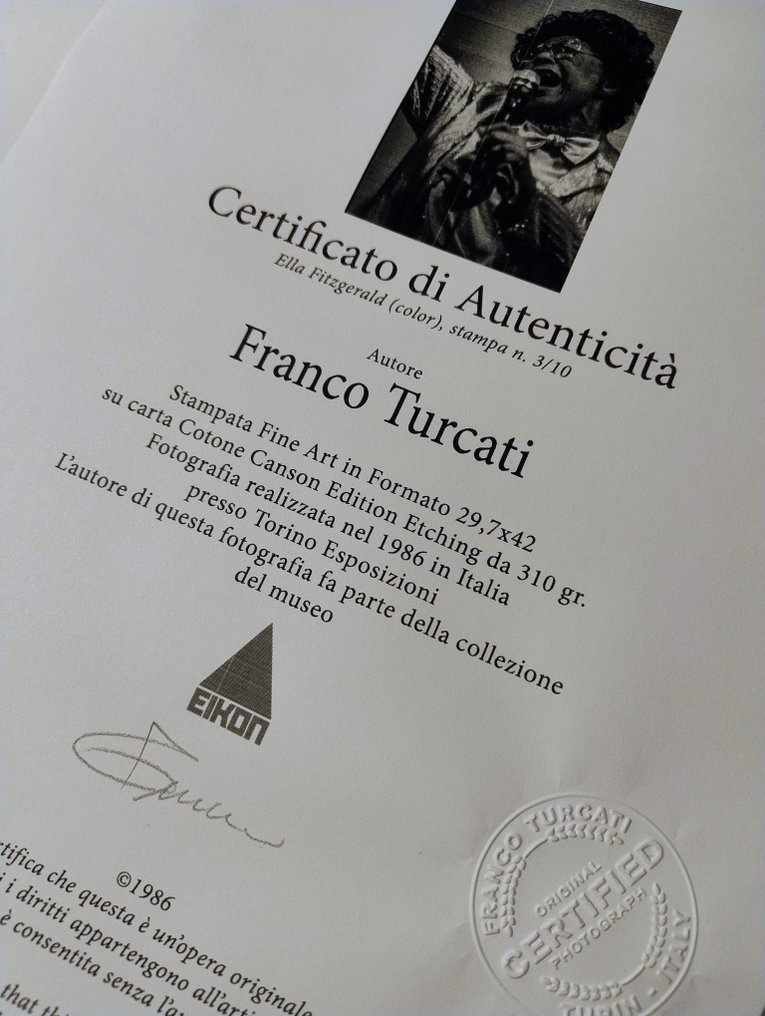 Certificato di Autenticità
Ella Fitzgerald (color), stampa n. 3/10
Autore
Franco Turcati
Stampata Fine Art in Formato 29,7x42
su carta Cotone Canson Edition Etching da 310 gr.
Fotografia realizzata nel 1986 in Italia
presso Torino Esposizioni
L'autore di questa fotografia fa parte della collezione
del museo
EIKON
©1986
che questa è un'opera originale
i diritti appartengono
è consentita senza
that
FRANCO TURCATI
ORIGINAL
CERTIFIED
PHOTOGRAPH
TURIN - ITALY